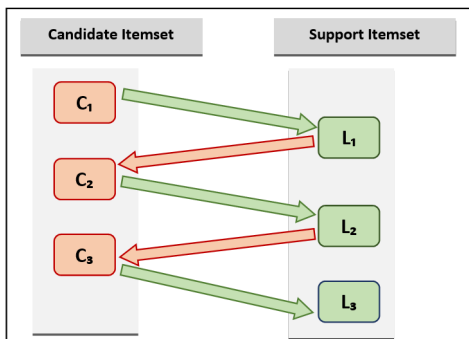 Candidate Itemset
Support Itemset
C₁
L₁
C₂
L₂
C₃
L₃